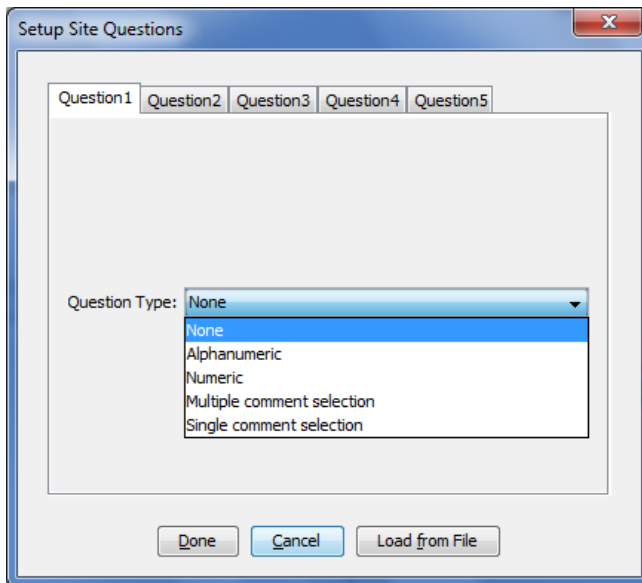 Setup Site Questions
X
Question1 Question2 Question3 Question4 Question5
Question Type: None
None
Alphanumeric
Numeric
Multiple comment selection
Single comment selection
Done Cancel Load from File